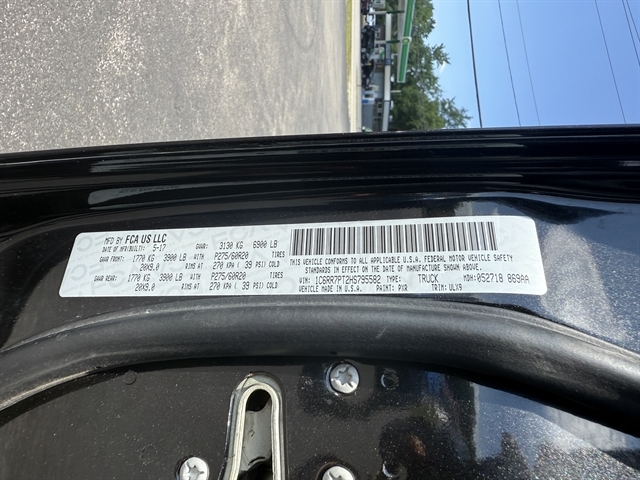 MFD BY FCA US LLC
DATE OF MFR(BUILT): 5-17
GVWR: 3130 KG 6900 LB
GAWR FRONT: 1770 KG 3900 LB WITH P275/60R20 TIRES
20X9.0 RIMS AT 270 KPA ( 39 PSI) COLD
GAWR REAR: 1770 KG 3900 LB WITH P275/60R20 TIRES
20X9.0 RIMS AT 270 KPA ( 39 PSI) COLD
THIS VEHICLE CONFORMS TO ALL APPLICABLE U.S.A. FEDERAL MOTOR VEHICLE SAFETY
STANDARDS IN EFFECT ON THE DATE OF MANUFACTURE SHOWN ABOVE.
VIN: 1C6RR7PT2HS795582 TYPE: TRUCK MDH:052718 869AA
VEHICLE MADE IN U.S.A. PAINT: PXR TRIM: ULX9